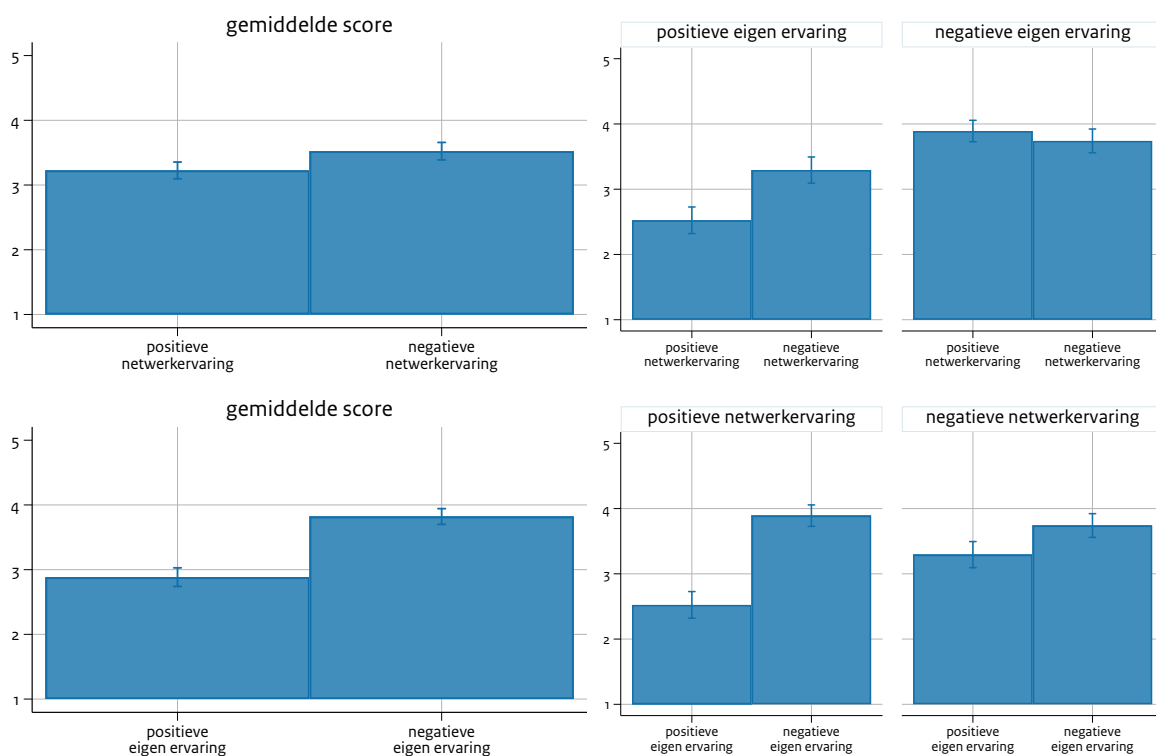 gemiddelde score
5
4
3
2
1
positieve
netwerkervaring
negatieve
netwerkervaring
positieve eigen ervaring
negatieve eigen ervaring
5
4
3
2
1
positieve
netwerkervaring
negatieve
netwerkervaring
positieve
netwerkervaring
negatieve
netwerkervaring
gemiddelde score
5
4
3
2
1
positieve
eigen ervaring
negatieve
eigen ervaring
positieve netwerkervaring
negatieve netwerkervaring
5
4
3
2
1
positieve
eigen ervaring
negatieve
eigen ervaring
positieve
eigen ervaring
negatieve
eigen ervaring